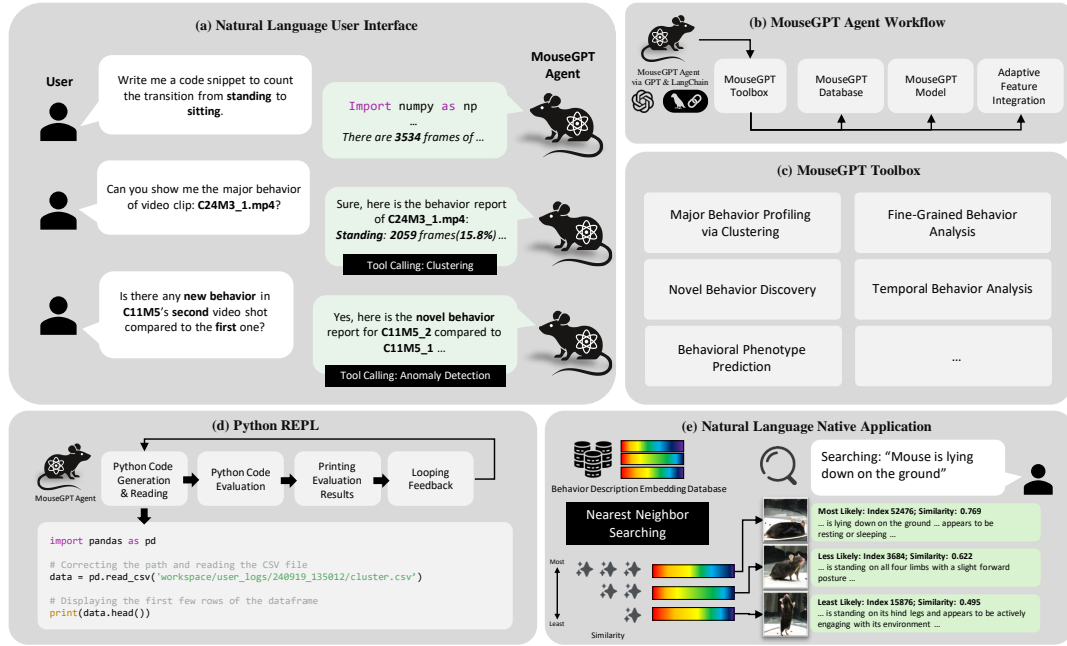 (a) Natural Language User Interface
User
MouseGPT
Agent
Write me a code snippet to count
the transition from standing to
sitting.
Import numpy as np
…
There are 3534 frames of …
Can you show me the major behavior
of video clip: C24M3_1.mp4?
Sure, here is the behavior report
of C24M3_1.mp4:
Standing: 2059 frames(15.8%) …
Tool Calling: Clustering
Is there any new behavior in
C11M5's second video shot
compared to the first one?
Yes, here is the novel behavior
report for C11M5_2 compared to
C11M5_1 …
Tool Calling: Anomaly Detection
(b) MouseGPT Agent Workflow
MouseGPT Agent
via GPT & LangChain
MouseGPT
Toolbox
MouseGPT
Database
MouseGPT
Model
Adaptive
Feature
Integration
(c) MouseGPT Toolbox
Major Behavior Profiling
via Clustering
Fine-Grained Behavior
Analysis
Novel Behavior Discovery
Temporal Behavior Analysis
Behavioral Phenotype
Prediction
…
(d) Python REPL
MouseGPT Agent
Python Code
Generation
& Reading
Python Code
Evaluation
Printing
Evaluation
Results
Looping
Feedback
import pandas as pd
# Correcting the path and reading the CSV file
data = pd.read_csv('workspace/user_logs/240919_135012/cluster.csv')
# Displaying the first few rows of the dataframe
print(data.head())
(e) Natural Language Native Application
Behavior Description Embedding Database
Searching: “Mouse is lying
down on the ground”
Nearest Neighbor
Searching
Most
Least
Similarity
Most Likely: Index 52476; Similarity: 0.769
… is lying down on the ground … appears to be
resting or sleeping …
Less Likely: Index 3684; Similarity: 0.622
… is standing on all four limbs with a slight forward
posture …
Least Likely: Index 15876; Similarity: 0.495
… is standing on its hind legs and appears to be actively
engaging with its environment …